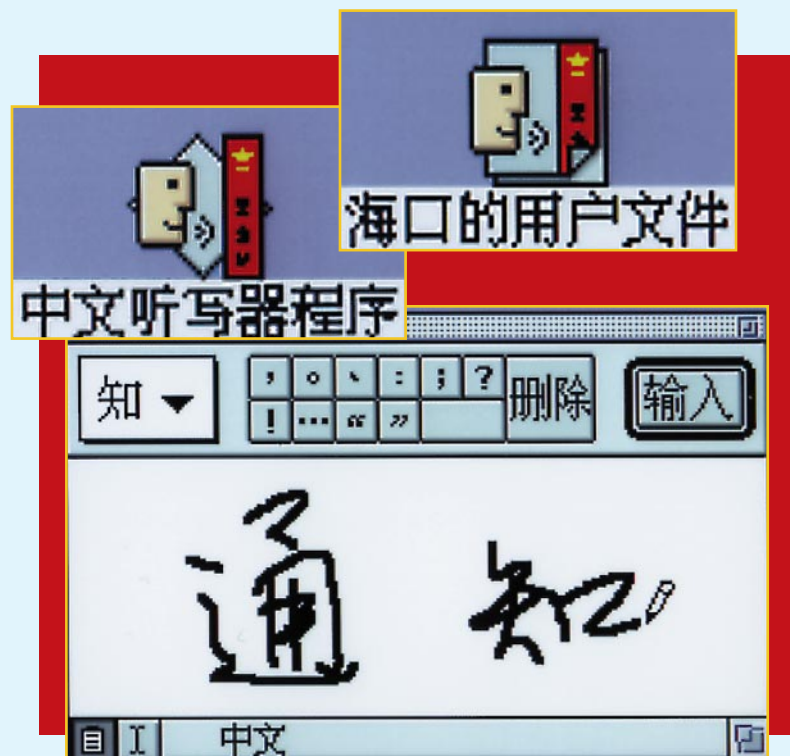 海口的用户文件
中文听写器程序
知
，。、：；？
删除
输入
！…“”
通 知
中文